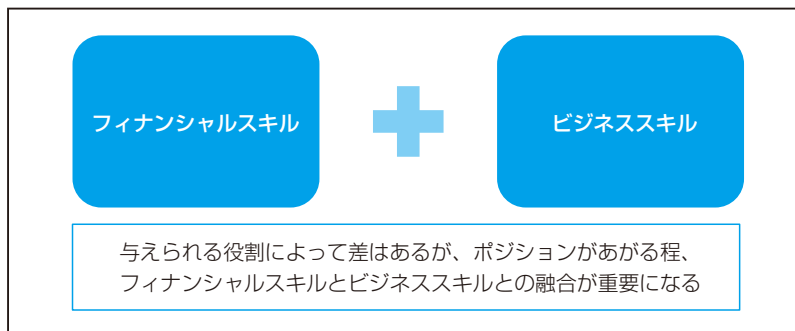 フィナンシャルスキル
ビジネススキル
与えられる役割によって差はあるが、ポジションがあがる程、
フィナンシャルスキルとビジネススキルとの融合が重要になる